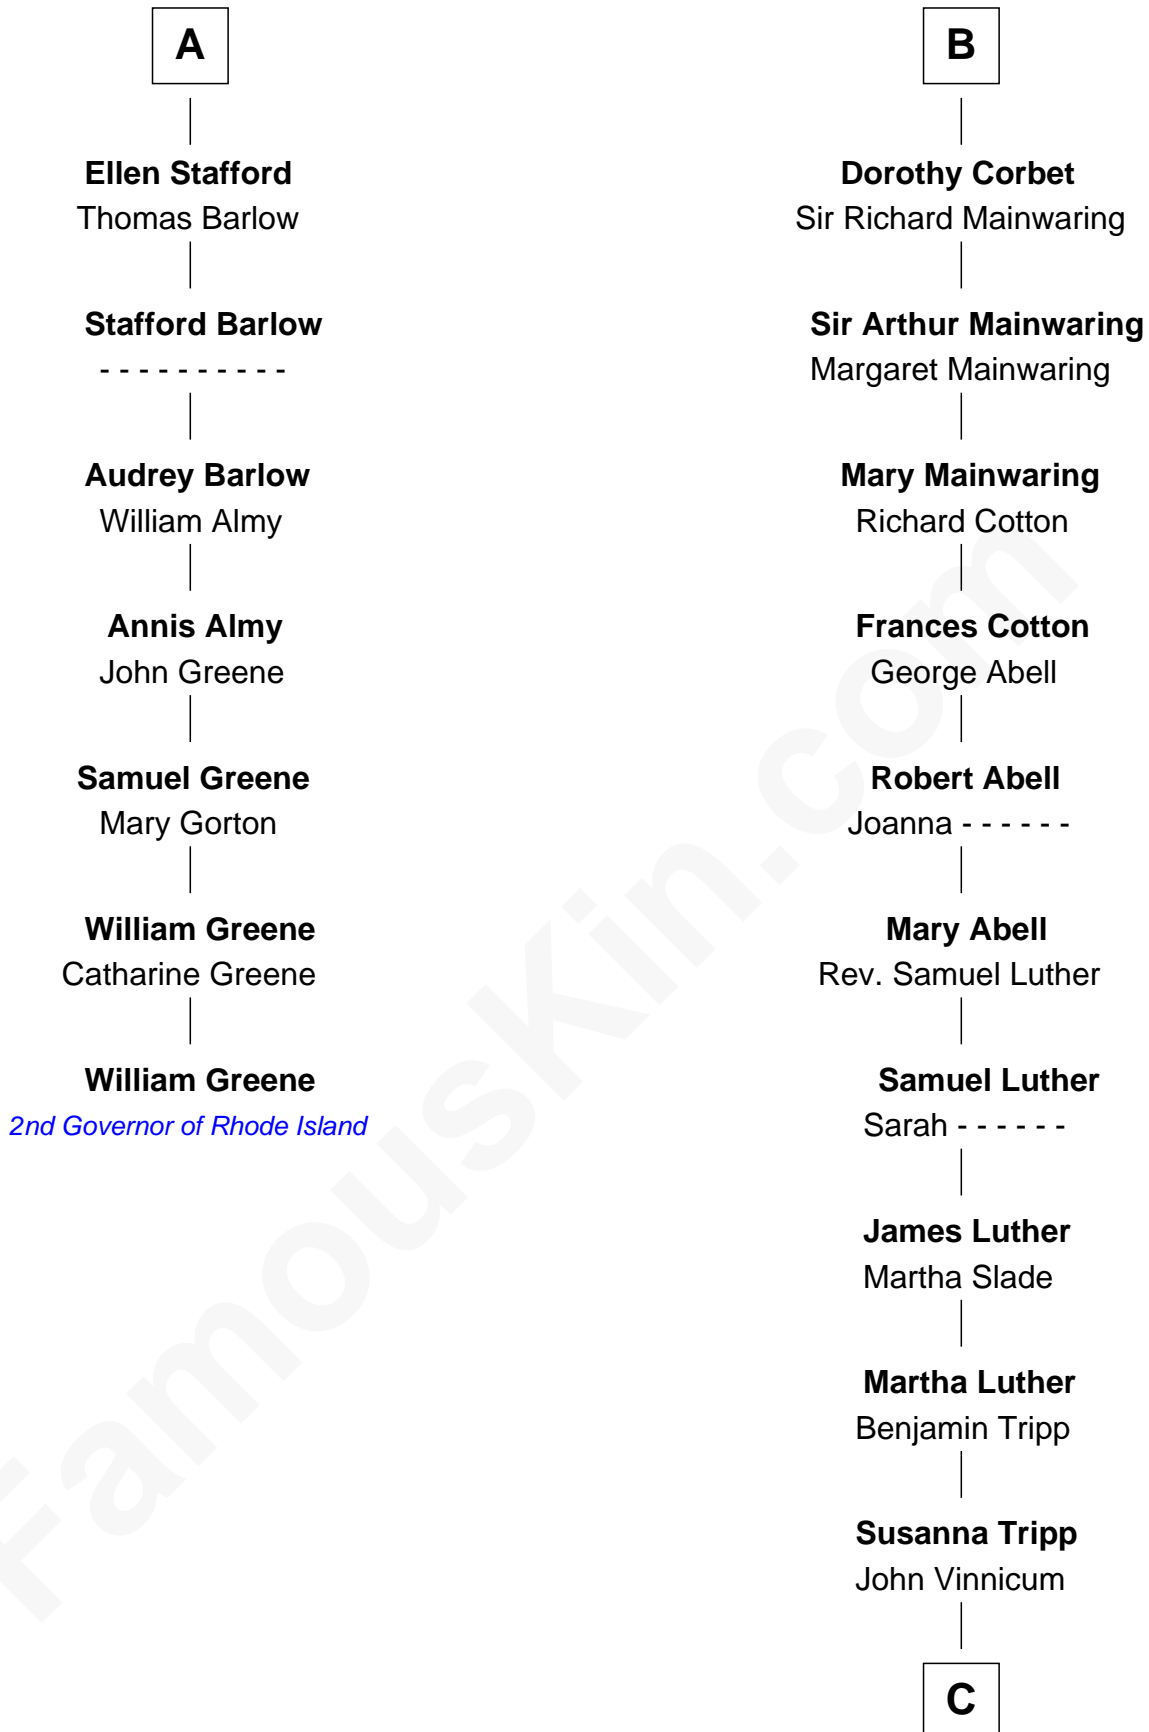 A
Ellen Stafford
Thomas Barlow
Stafford Barlow
- - - - - - - - - -
Audrey Barlow
William Almy
Annis Almy
John Greene
Samuel Greene
Mary Gorton
William Greene
Catharine Greene
William Greene
2nd Governor of Rhode Island
B
Dorothy Corbet
Sir Richard Mainwaring
Sir Arthur Mainwaring
Margaret Mainwaring
Mary Mainwaring
Richard Cotton
Frances Cotton
George Abell
Robert Abell
Joanna - - - - - -
Mary Abell
Rev. Samuel Luther
Samuel Luther
Sarah - - - - - -
James Luther
Martha Slade
Martha Luther
Benjamin Tripp
Susanna Tripp
John Vinnicum
C
FamousKin.com